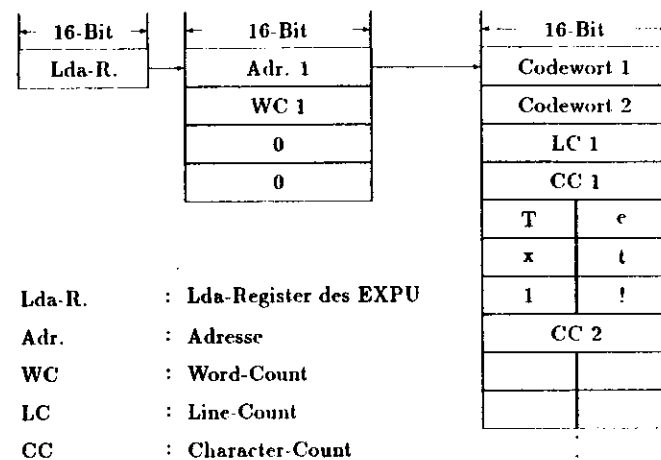 16-Bit 16-Bit 16-Bit
Lda-R. Adr. 1 Codewort 1
WC 1 Codewort 2
0 LC 1
0 CC 1
T e
x t
1 !
CC 2
Lda-R. : Lda-Register des EXPU
Adr. : Adresse
WC : Word-Count
LC : Line-Count
CC : Character-Count